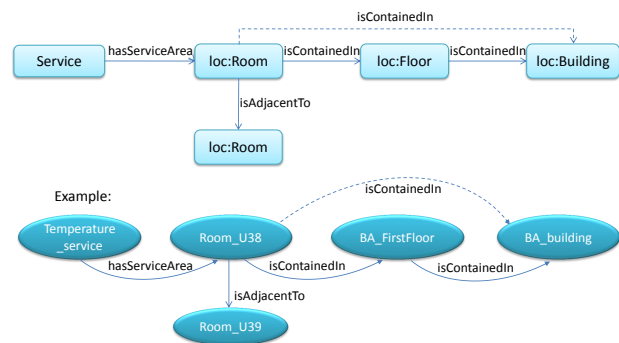 isContainedIn
Service
hasServiceArea
loc:Room
isContainedIn
loc:Floor
isContainedIn
loc:Building
isAdjacentTo
loc:Room
Example:
isContainedIn
Temperature
_service
Room_U38
BA_FirstFloor
BA_building
hasServiceArea
isContainedIn
isContainedIn
isAdjacentTo
Room_U39